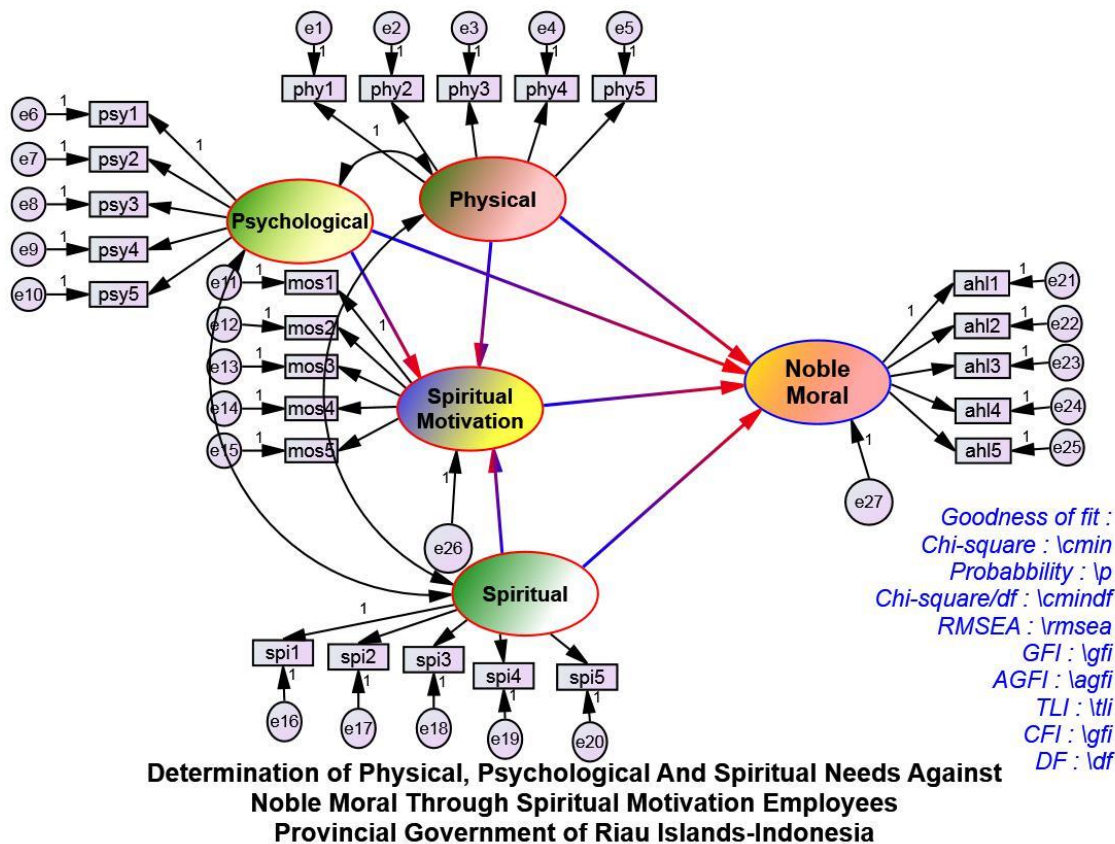 e1 e2 e3 e4 e5
1 1 1 1 1
phy1 phy2 phy3 phy4 phy5
1
e6 1 psy1
1
e7 1 psy2
e8 1 psy3
e9 1 psy4
e10 1 psy5
Psychological
Physical
e11 1 mos1
1
e12 1 mos2
e13 1 mos3
e14 1 mos4
e15 1 mos5
Spiritual
Motivation
1
e26
Noble
Moral
1
e27
1
ahl1 1 e21
ahl2 1 e22
ahl3 1 e23
ahl4 1 e24
ahl5 1 e25
Spiritual
1
spi1 spi2 spi3 spi4 spi5
1 1 1 1 1
e16 e17 e18 e19 e20
Goodness of fit :
Chi-square : \cmin
Probabbility : \p
Chi-square/df : \cmindf
RMSEA : \rmsea
GFI : \gfi
AGFI : \agfi
TLI : \tli
CFI : \gfi
DF : \df
Determination of Physical, Psychological And Spiritual Needs Against
Noble Moral Through Spiritual Motivation Employees
Provincial Government of Riau Islands-Indonesia